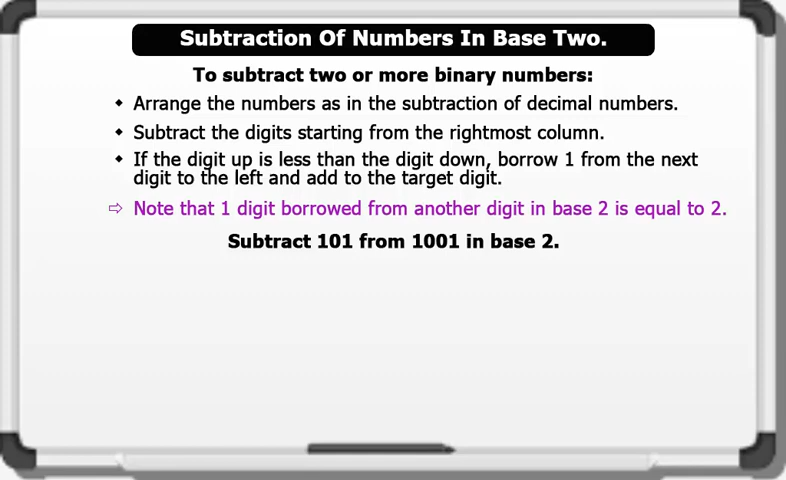 Subtraction Of Numbers In Base Two.
To subtract two or more binary numbers:
◆ Arrange the numbers as in the subtraction of decimal numbers.
◆ Subtract the digits starting from the rightmost column.
◆ If the digit up is less than the digit down, borrow 1 from the next
digit to the left and add to the target digit.
⇨ Note that 1 digit borrowed from another digit in base 2 is equal to 2.
Subtract 101 from 1001 in base 2.